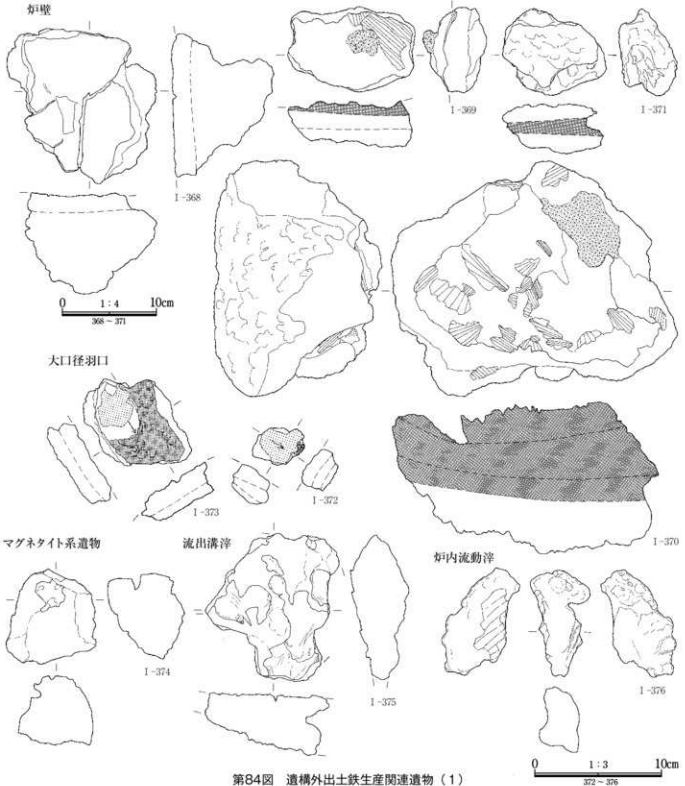 炉壁
I-368
I-369
I-371
0 1:4 10cm
368~371
大口径羽口
I-373
I-372
I-370
マグネタイト系遺物
流出溝滓
炉内流動滓
I-374
I-375
I-376
0 1:3 10cm
372~376
第84図 遺構外出土鉄生産関連遺物(1)